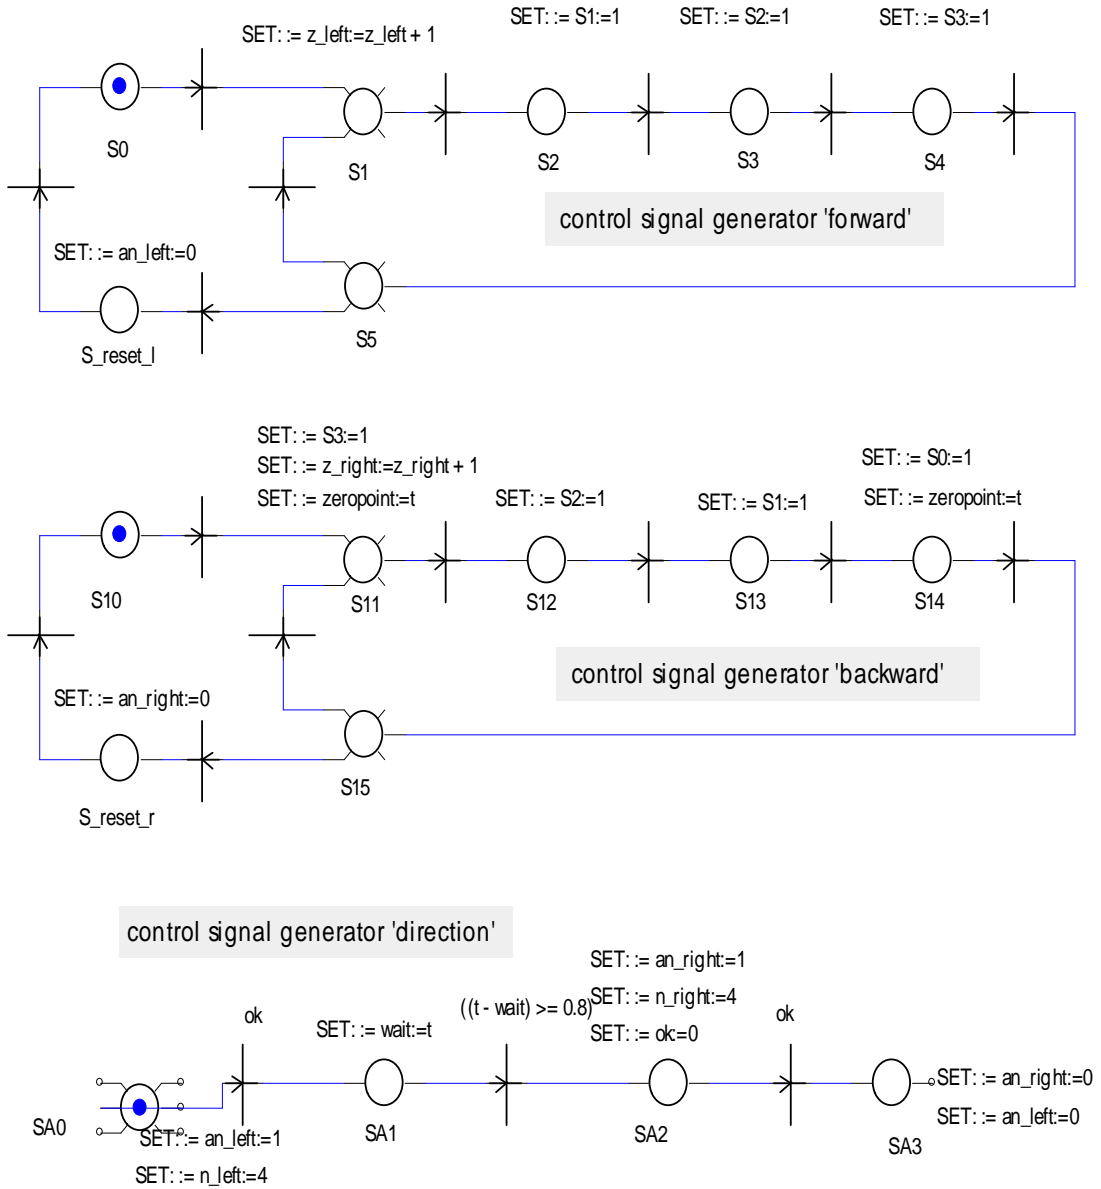 SET: := S1:=1
SET: := S2:=1
SET: := S3:=1
SET: := z_left:=z_left + 1
S0
S1
S2
S3
S4
control signal generator 'forward'
SET: := an_left:=0
S_reset_l
S5
SET: := S3:=1
SET: := z_right:=z_right + 1
SET: := zeropoint:=t
SET: := S2:=1
SET: := S1:=1
SET: := S0:=1
SET: := zeropoint:=t
S10
S11
S12
S13
S14
control signal generator 'backward'
SET: := an_right:=0
S_reset_r
S15
control signal generator 'direction'
SET: := an_right:=1
SET: := n_right:=4
SET: := ok:=0
ok
SET: := wait:=t
((t - wait) >= 0.8)
ok
SA0
SET: := an_left:=1
SET: := n_left:=4
SA1
SA2
SA3
SET: := an_right:=0
SET: := an_left:=0